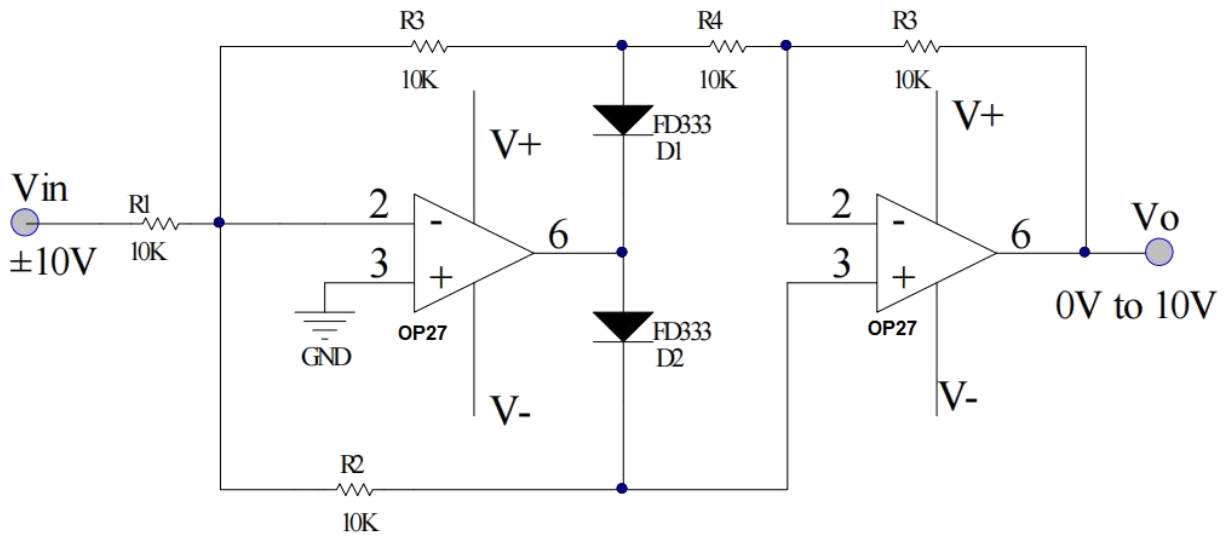 R3
R4
R3
10K
10K
10K
V+
V+
FD333
D1
Vin
R1
2
-
2
-
Vo
6
6
±10V
10K
3
+
3
+
0V to 10V
OP27
FD333
D2
OP27
GND
V-
V-
R2
10K